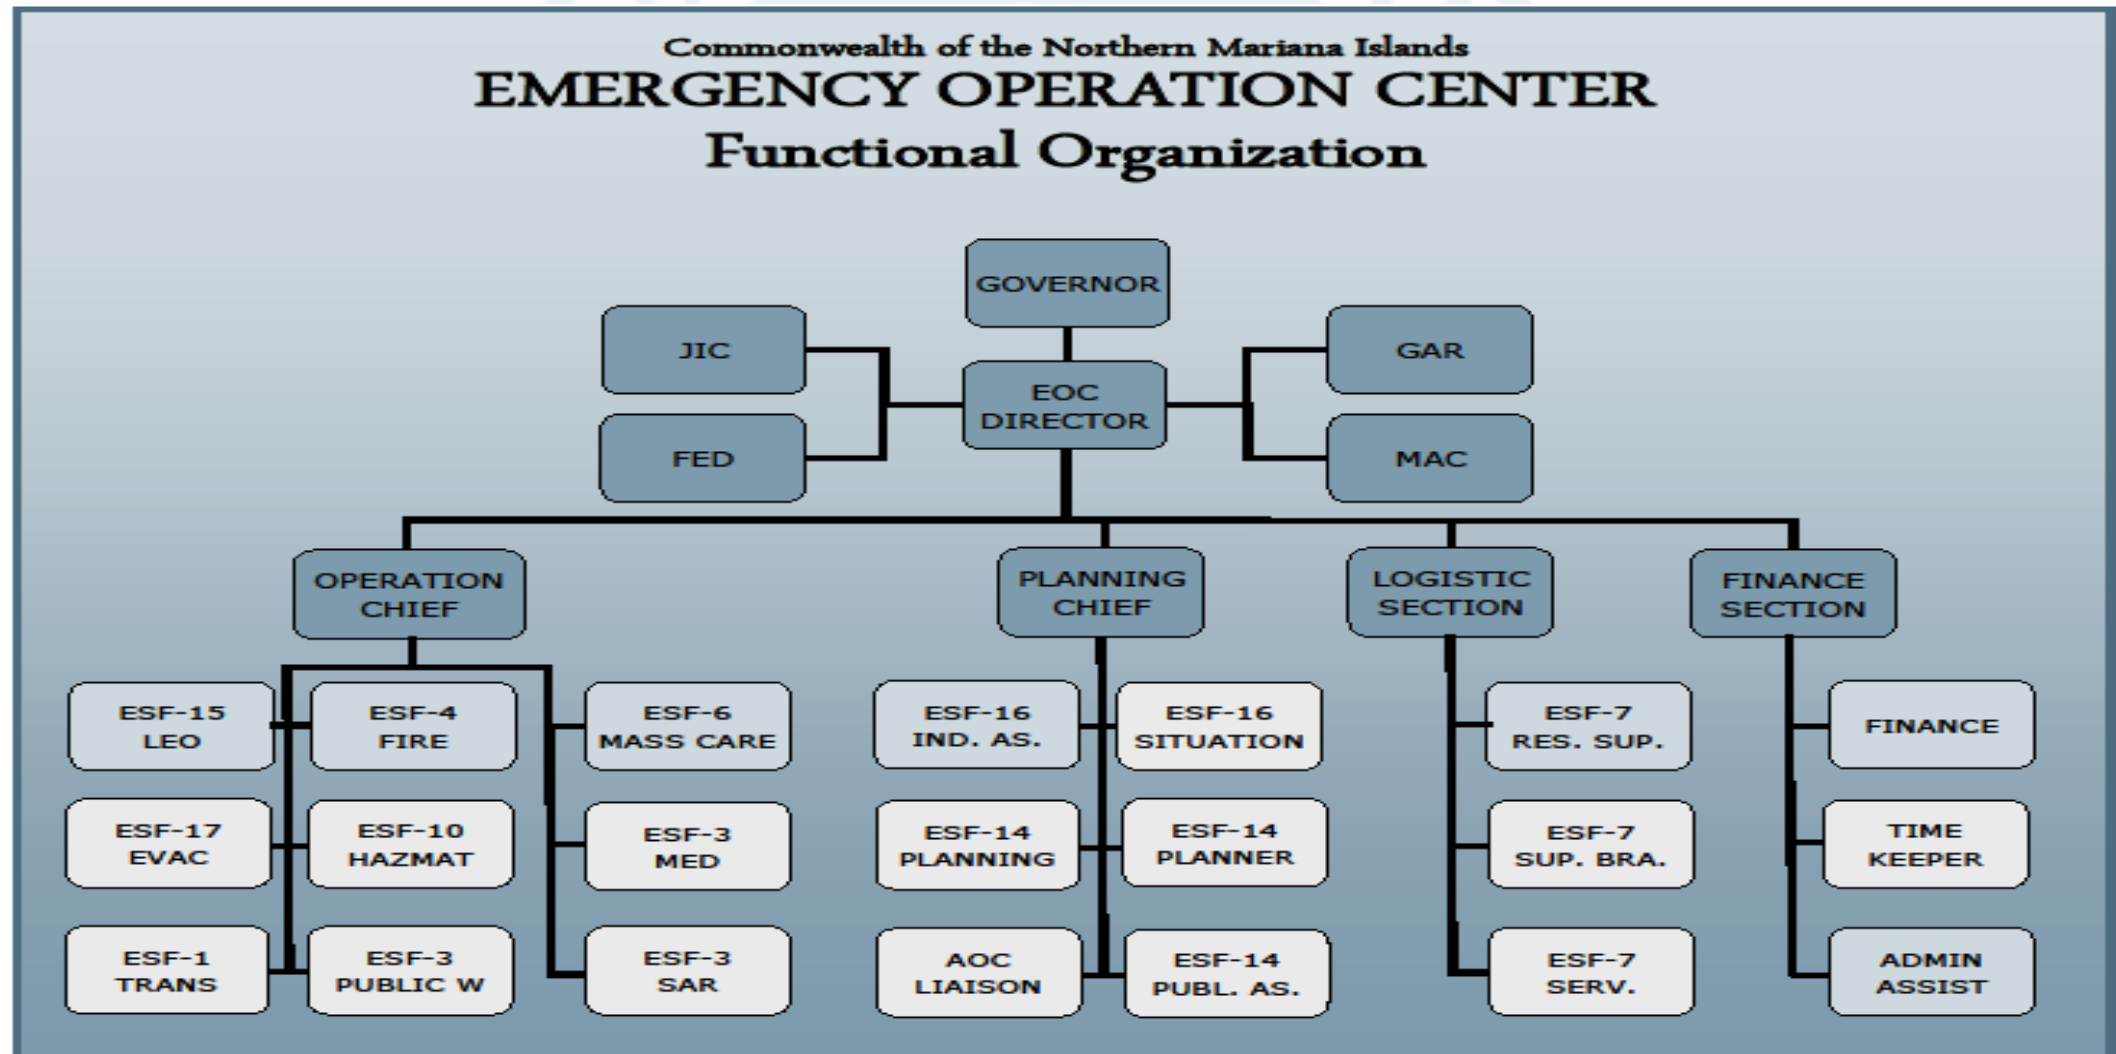 Commonwealth of the Northern Mariana Islands
EMERGENCY OPERATION CENTER
Functional Organization
GOVERNOR
JIC
GAR
EOC
DIRECTOR
FED
MAC
OPERATION
CHIEF
PLANNING
CHIEF
LOGISTIC
SECTION
FINANCE
SECTION
ESF-15
LEO
ESF-4
FIRE
ESF-6
MASS CARE
ESF-16
IND. AS.
ESF-16
SITUATION
ESF-7
RES. SUP.
FINANCE
ESF-17
EVAC
ESF-10
HAZMAT
ESF-3
MED
ESF-14
PLANNING
ESF-14
PLANNER
ESF-7
SUP. BRA.
TIME
KEEPER
ESF-1
TRANS
ESF-3
PUBLIC W
ESF-3
SAR
AOC
LIAISON
ESF-14
PUBL. AS.
ESF-7
SERV.
ADMIN
ASSIST